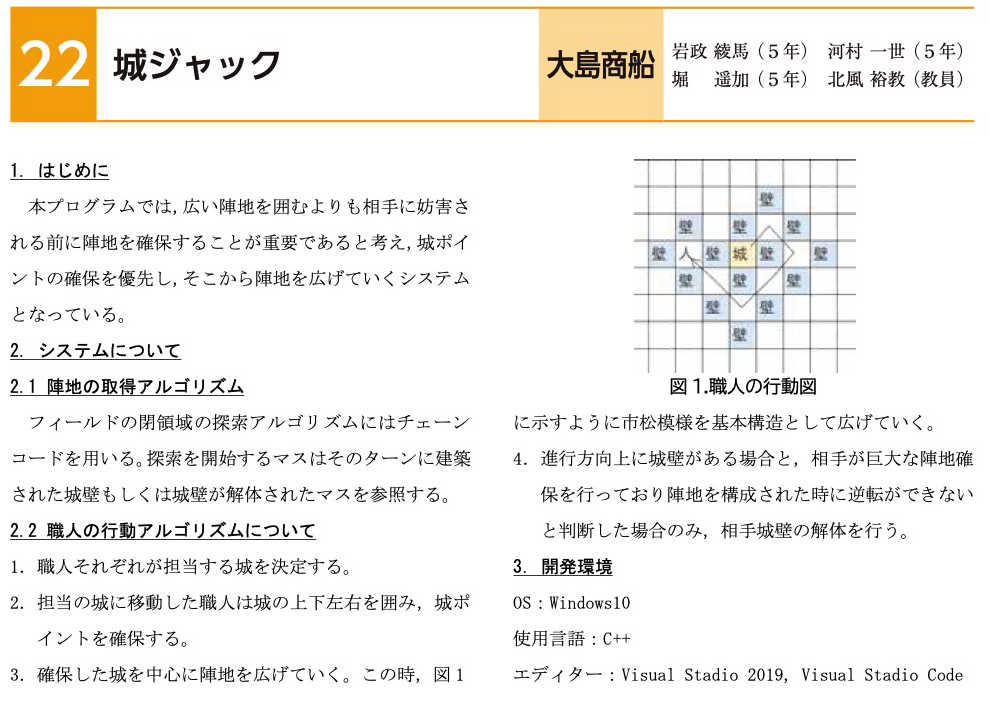 22 城ジャック 大島商船
岩政 綾馬（５年） 河村 一世（５年）
堀 遥加（５年） 北風 裕教（教員）
1. はじめに
本プログラムでは,広い陣地を囲むよりも相手に妨害さ
れる前に陣地を確保することが重要であると考え,城ポイ
ントの確保を優先し,そこから陣地を広げていくシステム
となっている。
2. システムについて
2.1 陣地の取得アルゴリズム
フィールドの閉領域の探索アルゴリズムにはチェーン
コードを用いる。探索を開始するマスはそのターンに建築
された城壁もしくは城壁が解体されたマスを参照する。
2.2 職人の行動アルゴリズムについて
1. 職人それぞれが担当する城を決定する。
2. 担当の城に移動した職人は城の上下左右を囲み，城ポ
イントを確保する。
3. 確保した城を中心に陣地を広げていく。この時，図１
壁
壁 壁 壁
壁 人 壁 城 壁 壁
壁 壁 壁
壁 壁
壁
図 1.職人の行動図
に示すように市松模様を基本構造として広げていく。
4. 進行方向上に城壁がある場合と，相手が巨大な陣地確
保を行っており陣地を構成された時に逆転ができない
と判断した場合のみ，相手城壁の解体を行う。
3. 開発環境
OS：Windows10
使用言語：C++
エディター：Visual Stadio 2019, Visual Stadio Code